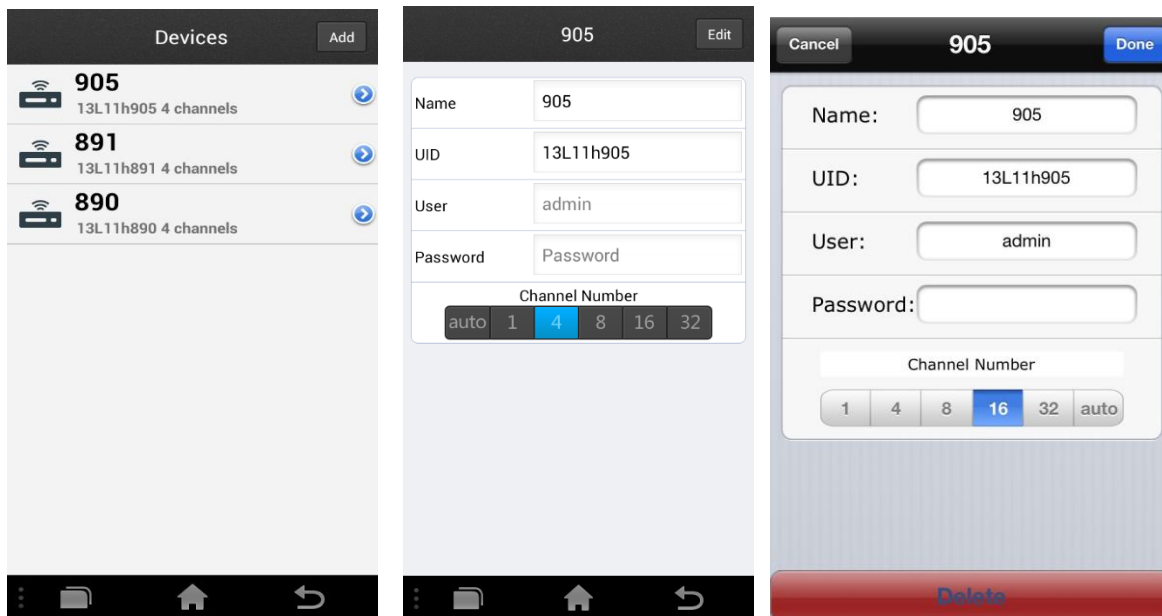 Devices
Add
905
13L11h905 4 channels
891
13L11h891 4 channels
890
13L11h890 4 channels
905
Edit
Name 905
UID 13L11h905
User admin
Password Password
Channel Number
auto 1 4 8 16 32
Cancel
905
Done
Name: 905
UID: 13L11h905
User: admin
Password:
Channel Number
1 4 8 16 32 auto
Delete